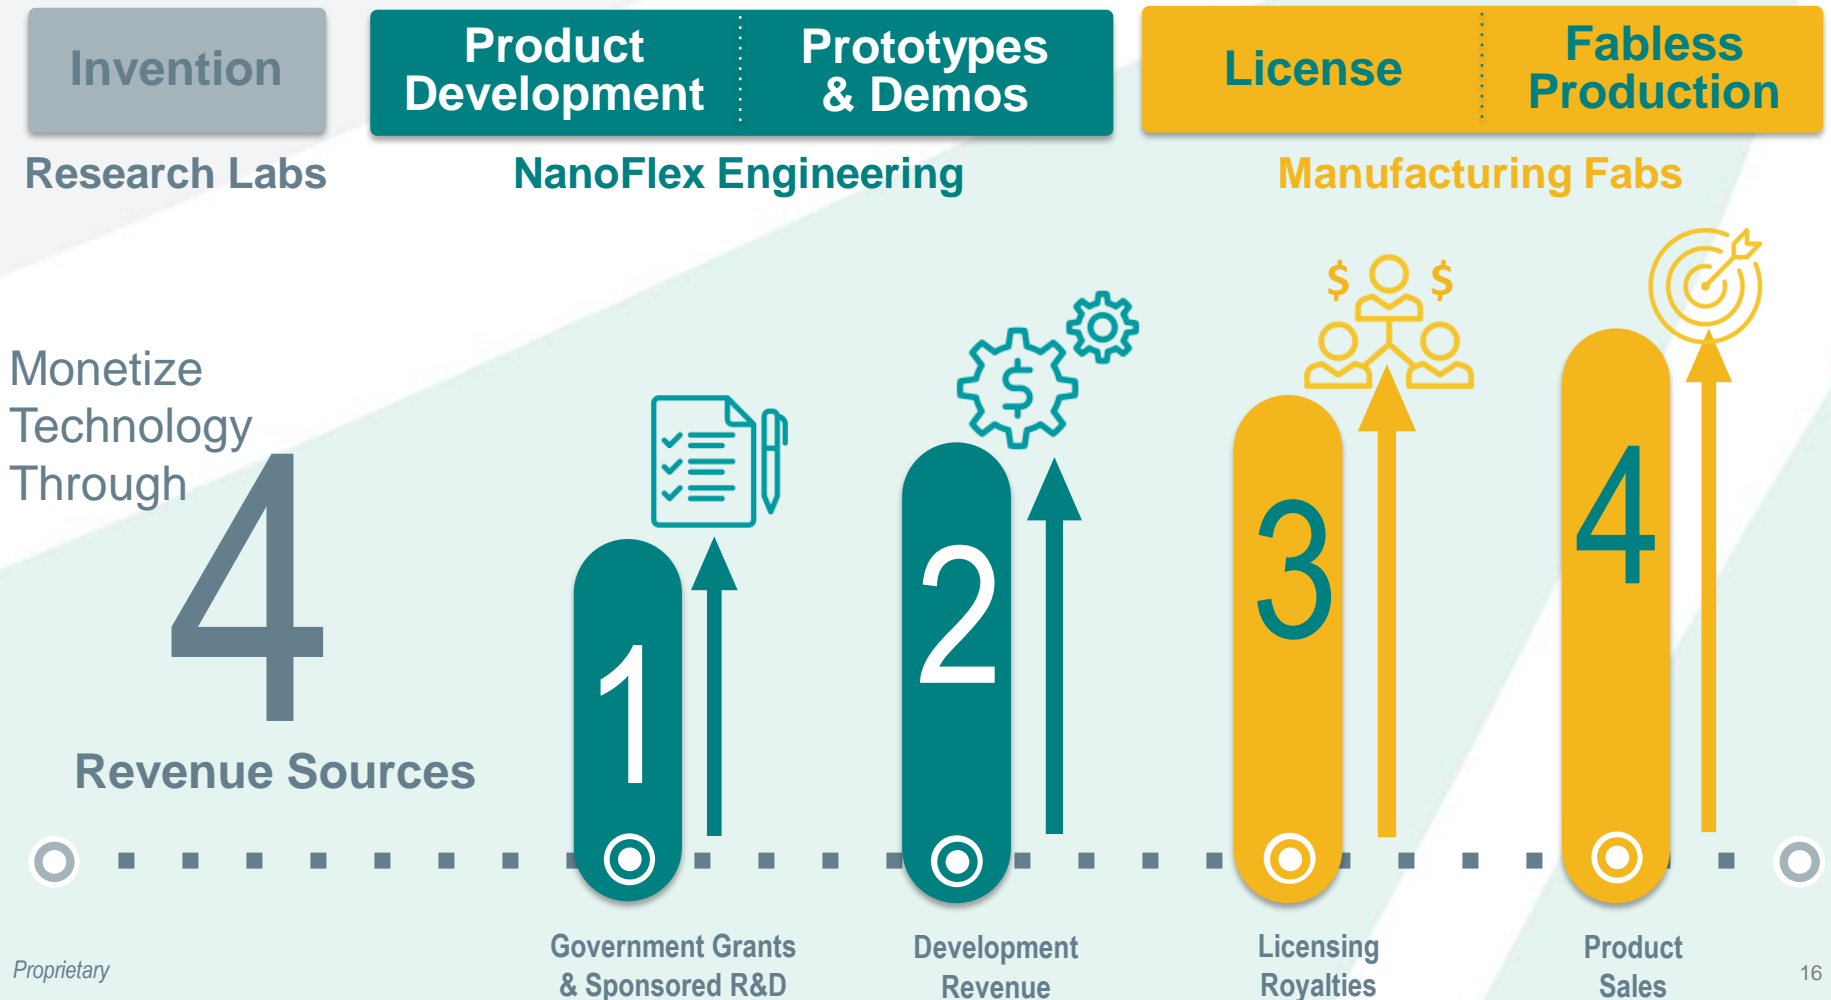 Invention
Product
Development
Prototypes
& Demos
License
Fabless
Production
Research Labs
NanoFlex Engineering
Manufacturing Fabs
Monetize
Technology
Through
4
Revenue Sources
$
$
$
1
2
3
4
Government Grants
& Sponsored R&D
Development
Revenue
Licensing
Royalties
Product
Sales
Proprietary
16